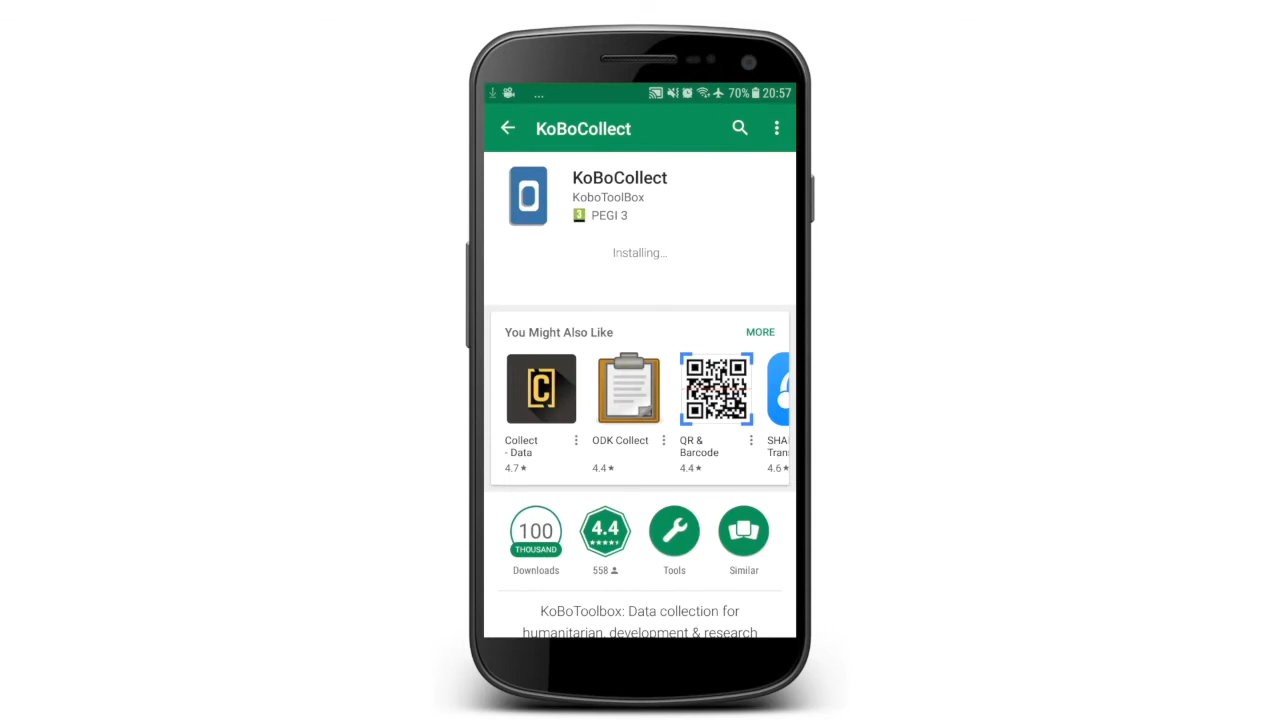 ... 70% 20:57
KoBoCollect
KoBoCollect
KoboToolBox
3 PEGI 3
Installing...
You Might Also Like
MORE
Collect
- Data
4.7★
ODK Collect
4.4★
QR &
Barcode
4.4★
SHA
Tran
4.6★
100
THOUSAND
Downloads
4.4
★★★★★
558
Tools
Similar
KoBoToolbox: Data collection for
humanitarian, development & research